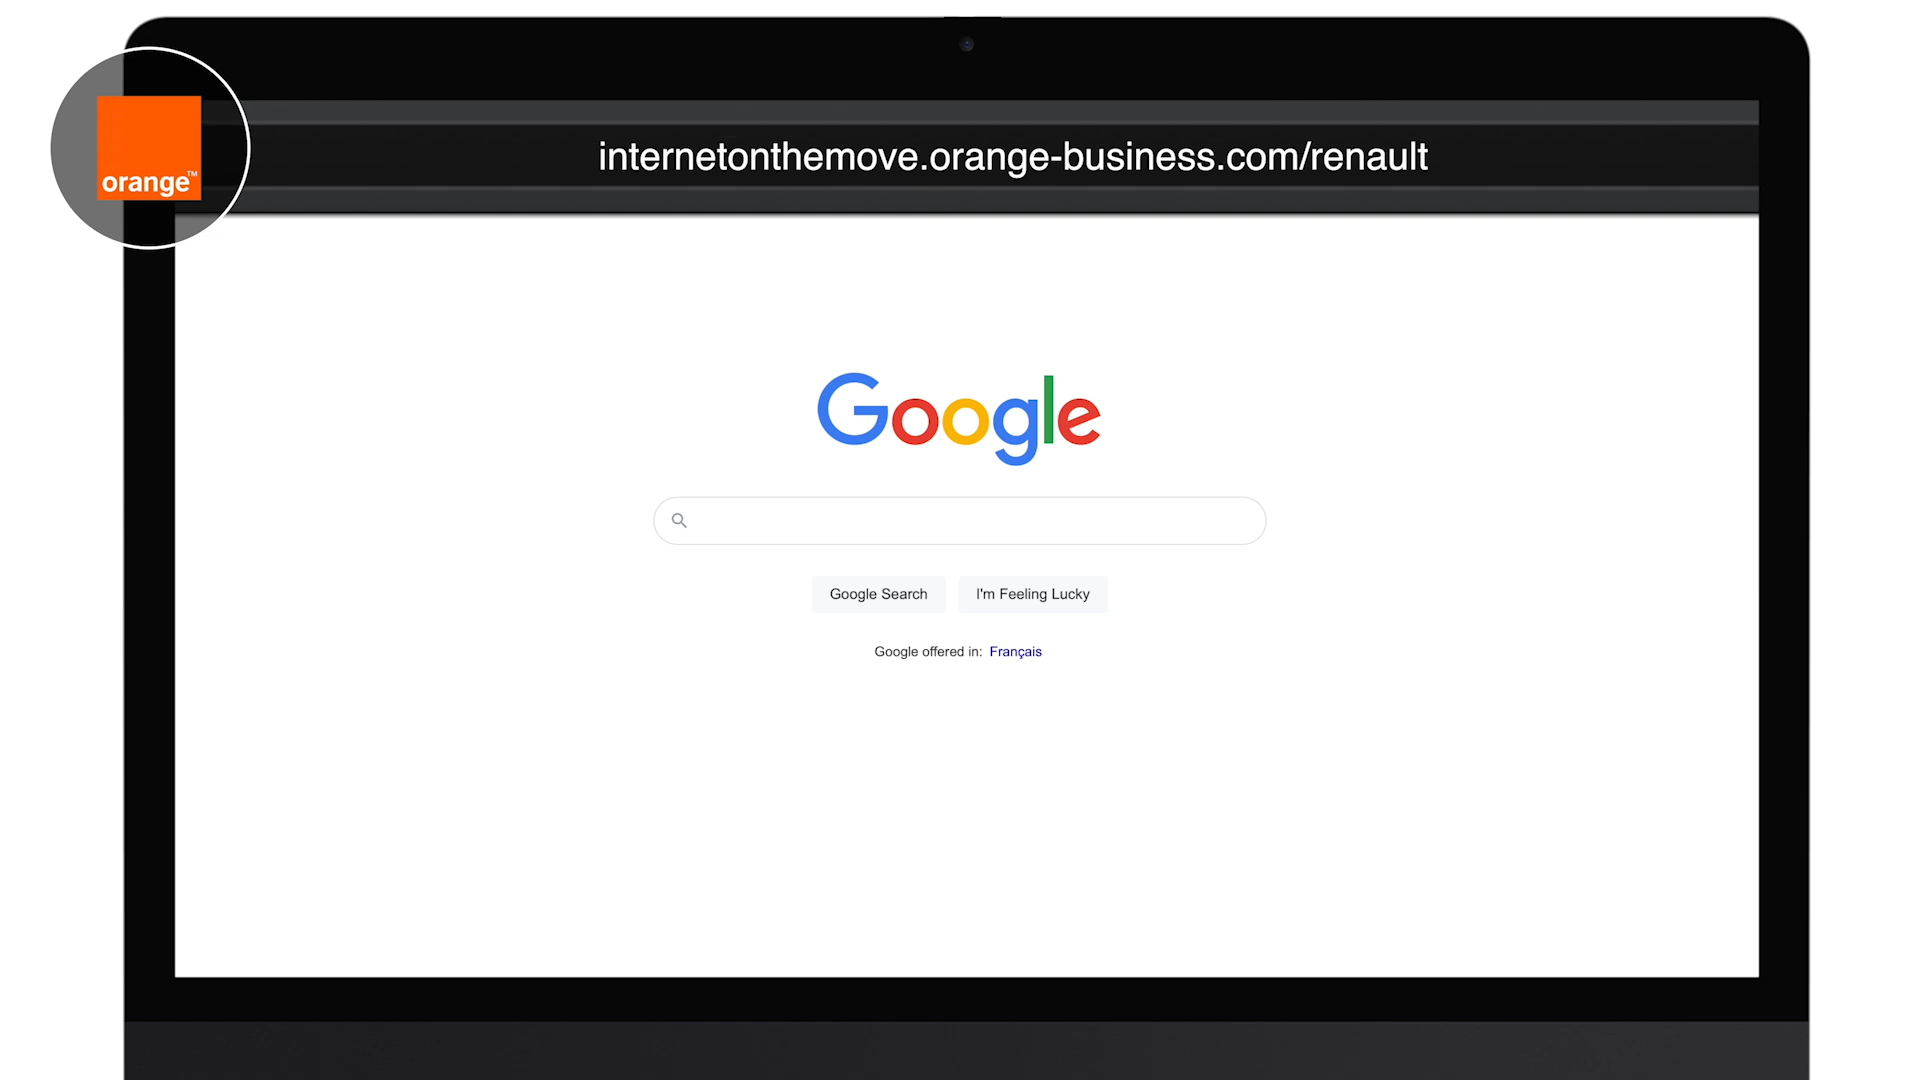 orange™
internetonthemove.orange-business.com/renault
Google
Google Search
I'm Feeling Lucky
Google offered in: Français